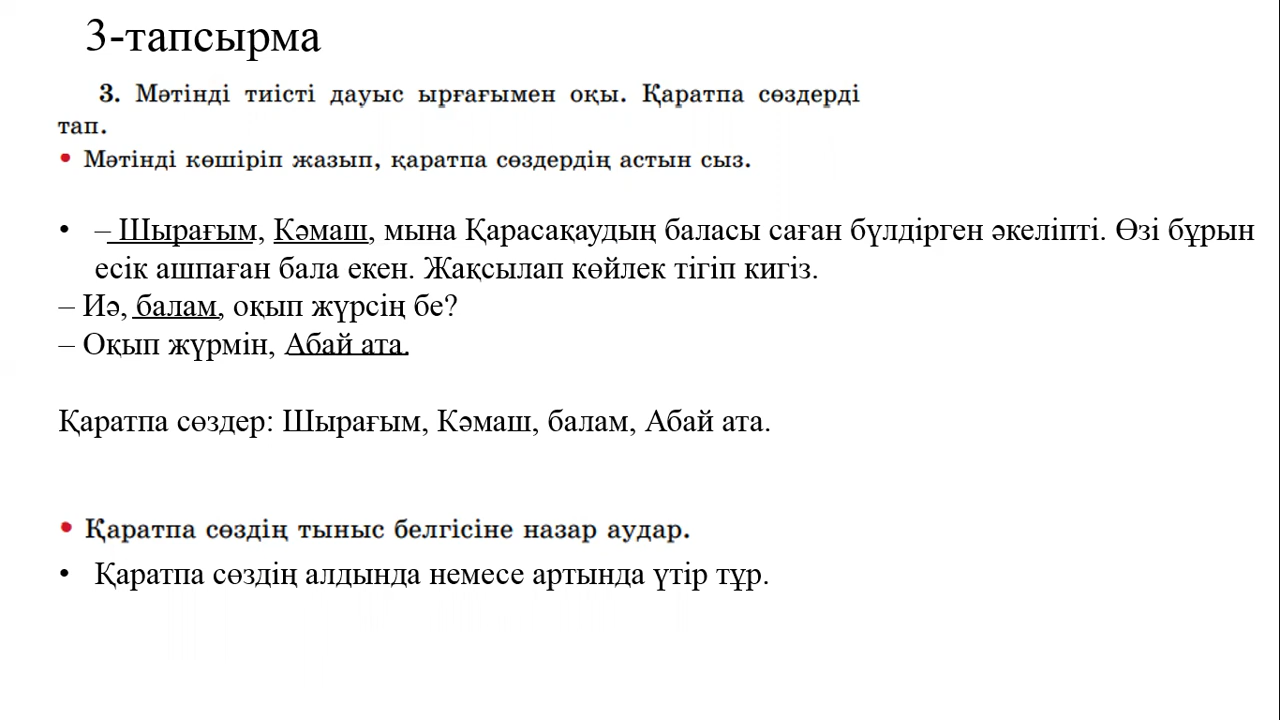 3-тапсырма
3. Мәтінді тиісті дауыс ырғағымен оқы. Қаратпа сөздерді
тап.
• Мәтінді көшіріп жазып, қаратпа сөздердің астын сыз.
• – Шырағым, Кәмаш, мына Қарасақаудың баласы саған бүлдірген әкеліпті. Өзі бұрын
есік ашпаған бала екен. Жақсылап көйлек тігіп кигіз.
– Иә, балам, оқып жүрсің бе?
– Оқып жүрмін, Абай ата.
Қаратпа сөздер: Шырағым, Кәмаш, балам, Абай ата.
• Қаратпа сөздің тыныс белгісіне назар аудар.
• Қаратпа сөздің алдында немесе артында үтір тұр.